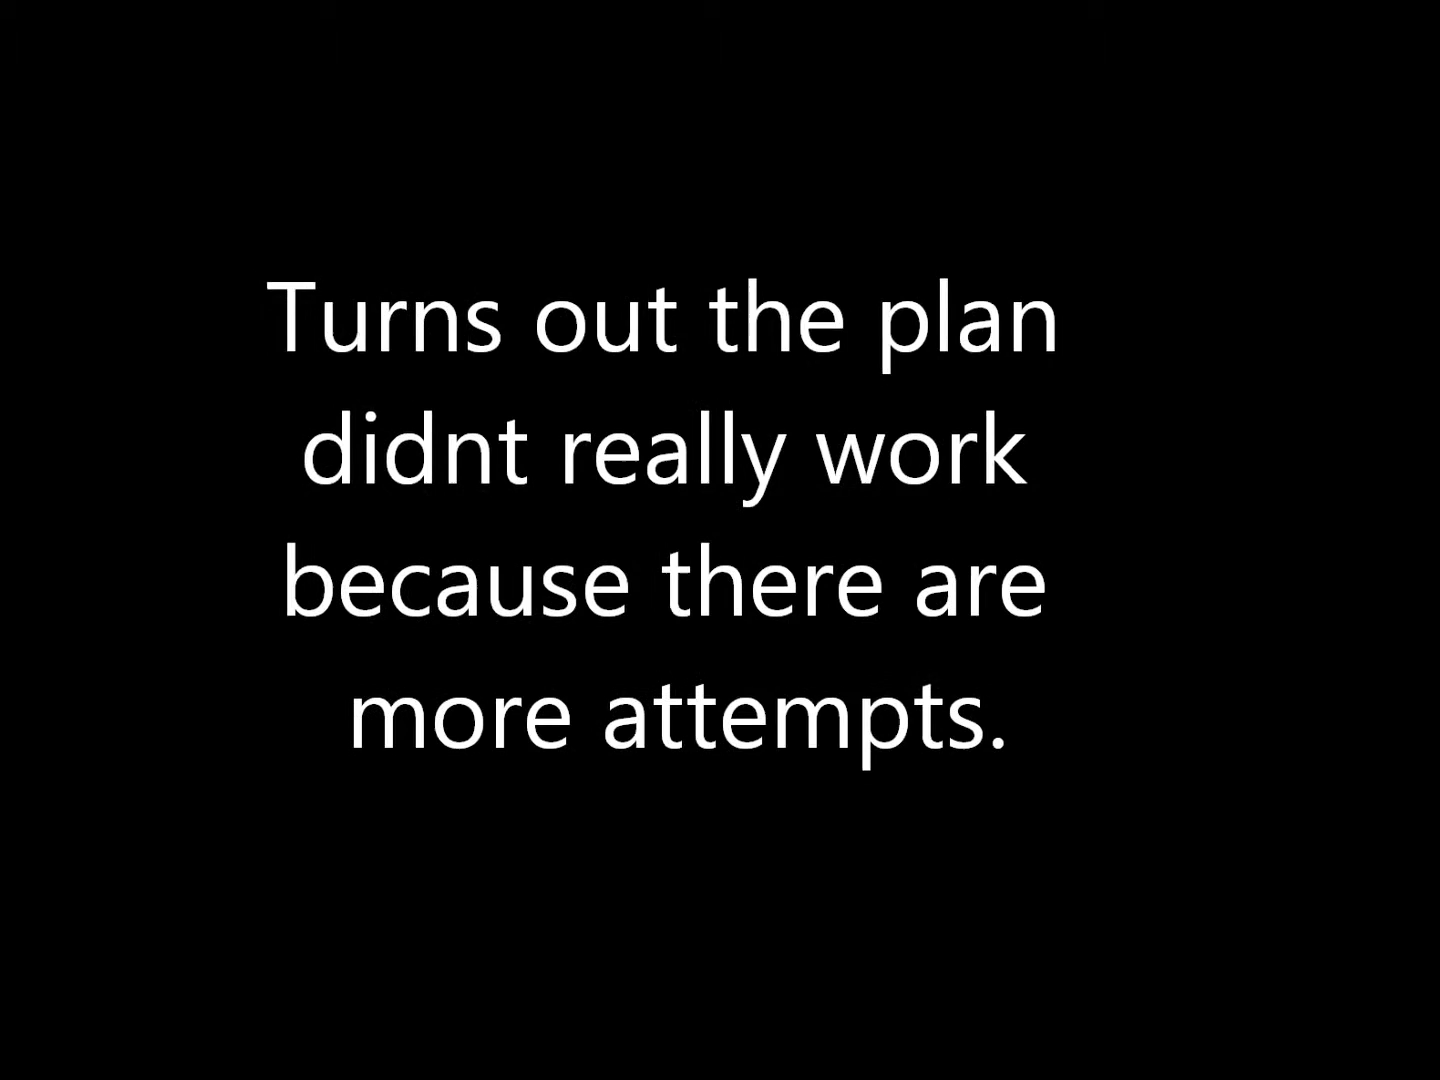 Turns out the plan
didnt really work
because there are
more attempts.